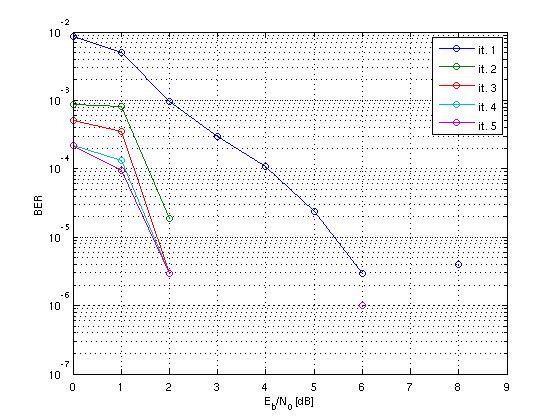 10^-2
10^-3
10^-4
10^-5
10^-6
10^-7
BER
0 1 2 3 4 5 6 7 8 9
E_b/N_0 [dB]
it. 1
it. 2
it. 3
it. 4
it. 5